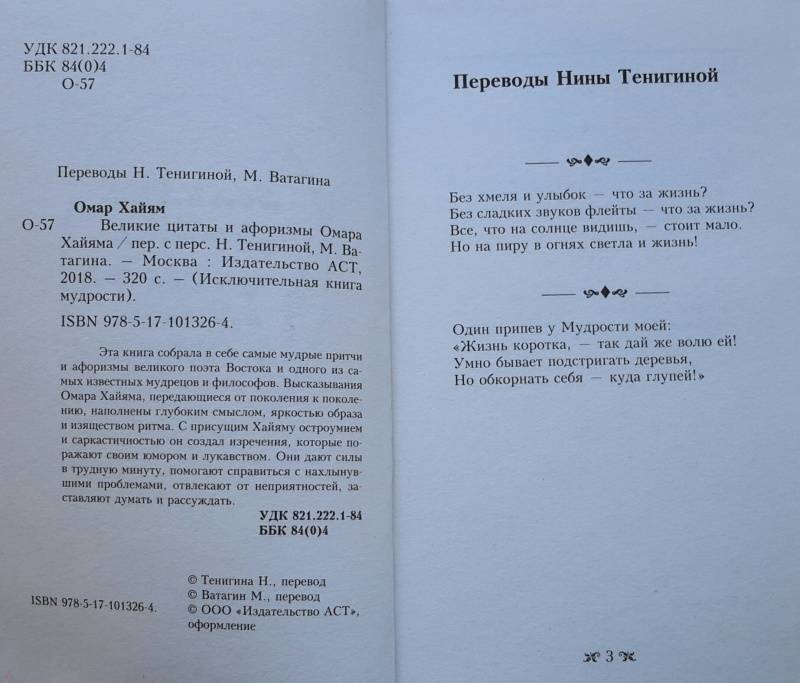 УДК 821.222.1-84
ББК 84(0)4
О-57
Переводы Н. Тенигиной, М. Ватагина
Омар Хайям
О-57 Великие цитаты и афоризмы Омара
Хайяма / пер. с перс. Н. Тенигиной, М. Ва-
тагина. – Москва : Издательство АСТ,
2018. – 320 с. – (Исключительная книга
мудрости).
ISBN 978-5-17-101326-4.
Эта книга собрала в себе самые мудрые притчи
и афоризмы великого поэта Востока и одного из са-
мых известных мудрецов и философов. Высказывания
Омара Хайяма, передающиеся от поколения к поколе-
нию, наполнены глубоким смыслом, яркостью образа
и изяществом ритма. С присущим Хайяму остроумием
и саркастичностью он создал изречения, которые по-
ражают своим юмором и лукавством. Они дают силы
в трудную минуту, помогают справиться с нахлынув-
шими проблемами, отвлекают от неприятностей, за-
ставляют думать и рассуждать.
УДК 821.222.1-84
ББК 84(0)4
© Тенигина Н., перевод
© Ватагин М., перевод
ISBN 978-5-17-101326-4.
© ООО «Издательство АСТ»,
оформление
Переводы Нины Тенигиной
Без хмеля и улыбок – что за жизнь?
Без сладких звуков флейты – что за жизнь?
Все, что на солнце видишь, – стоит мало.
Но на пиру в огнях светла и жизнь!
Один припев у Мудрости моей:
«Жизнь коротка, – так дай же волю ей!
Умно бывает подстригать деревья,
Но обкорнать себя – куда глупей!»
3